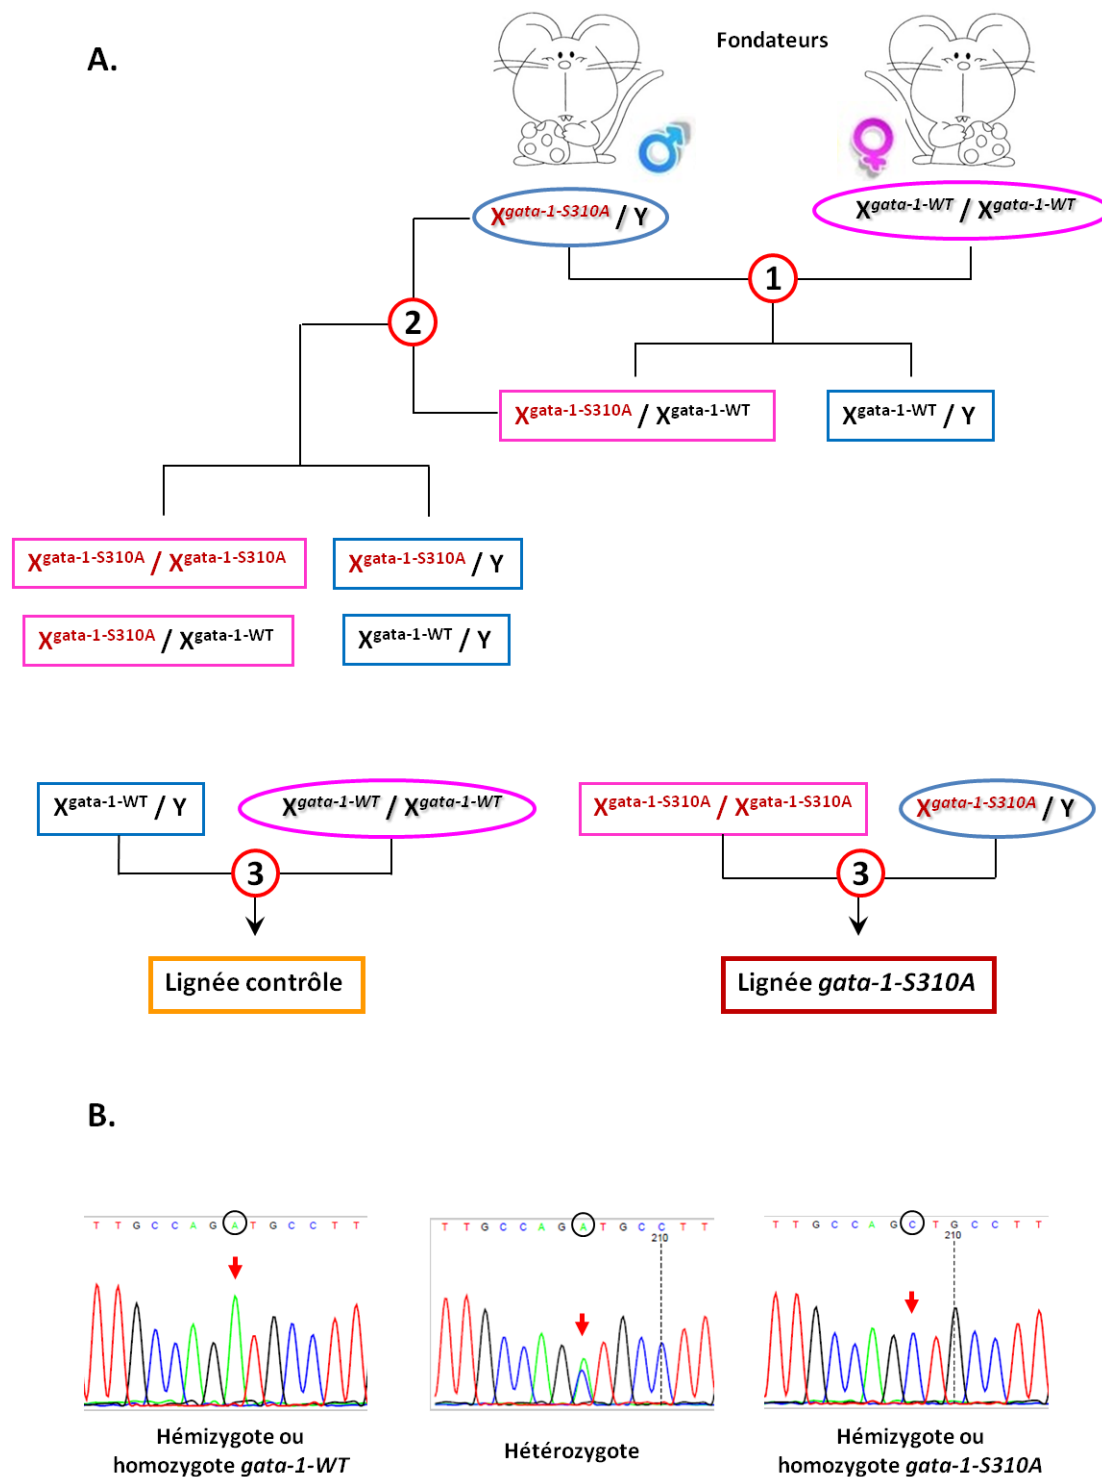 A.
Fondateurs
Xgata-1-S310A / Y
Xgata-1-WT / Xgata-1-WT
1
2
Xgata-1-S310A / Xgata-1-WT
Xgata-1-WT / Y
Xgata-1-S310A / Xgata-1-S310A
Xgata-1-S310A / Y
Xgata-1-S310A / Xgata-1-WT
Xgata-1-WT / Y
Xgata-1-WT / Y
Xgata-1-WT / Xgata-1-WT
Xgata-1-S310A / Xgata-1-S310A
Xgata-1-S310A / Y
3
3
Lignée contrôle
Lignée gata-1-S310A
B.
T T G C C A G A T G C C T T
T T G C C A G A T G C C T T
210
T T G C C A G C T G C C T T
210
Hémizygote ou
homozygote gata-1-WT
Hétérozygote
Hémizygote ou
homozygote gata-1-S310A